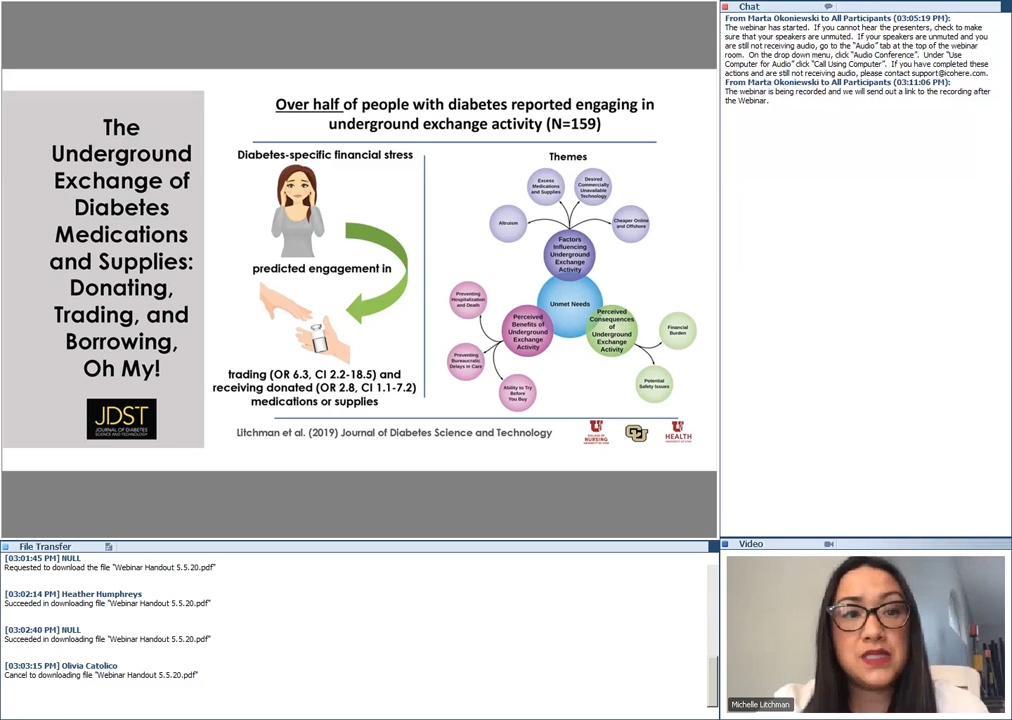 The
Underground
Exchange of
Diabetes
Medications
and Supplies:
Donating,
Trading, and
Borrowing,
Oh My!
JDST
JOURNAL OF DIABETES
SCIENCE AND TECHNOLOGY
Over half of people with diabetes reported engaging in
underground exchange activity (N=159)
Diabetes-specific financial stress
predicted engagement in
trading (OR 6.3, CI 2.2-18.5) and
receiving donated (OR 2.8, CI 1.1-7.2)
medications or supplies
Themes
Excess
Medications
and Supplies
Desired
Commercially
Unavailable
Technology
Altruism
Cheaper Online
and Offshore
Factors
Influencing
Underground
Exchange
Activity
Unmet Needs
Preventing
Hospitalization
and Death
Perceived
Benefits of
Underground
Exchange
Activity
Preventing
Bureaucratic
Delays in Care
Ability to Try
Before
You Buy
Perceived
Consequences
of
Underground
Exchange
Activity
Financial
Burden
Potential
Safety Issues
Litchman et al. (2019) Journal of Diabetes Science and Technology
U
COLLEGE OF
NURSING
UNIVERSITY OF UTAH
CU
U
HEALTH
UNIVERSITY OF UTAH
Chat
From Marta Okoniewski to All Participants (03:05:19 PM):
The webinar has started.  If you cannot hear the presenters, check to make
sure that your speakers are unmuted.  If your speakers are unmuted and you
are still not receiving audio, go to the "Audio" tab at the top of the webinar
room.  On the drop down menu, click "Audio Conference".  Under "Use
Computer for Audio" click "Call Using Computer".  If you have completed these
actions and are still not receiving audio, please contact support@icohere.com.
From Marta Okoniewski to All Participants (03:11:06 PM):
The webinar is being recorded and we will send out a link to the recording after
the Webinar.
File Transfer
[03:01:45 PM] NULL
Requested to download the file "Webinar Handout 5.5.20.pdf"
[03:02:14 PM] Heather Humphreys
Succeeded in downloading file "Webinar Handout 5.5.20.pdf"
[03:02:40 PM] NULL
Succeeded in downloading file "Webinar Handout 5.5.20.pdf"
[03:03:15 PM] Olivia Catolico
Cancel to downloading file "Webinar Handout 5.5.20.pdf"
Video
Michelle Litchman